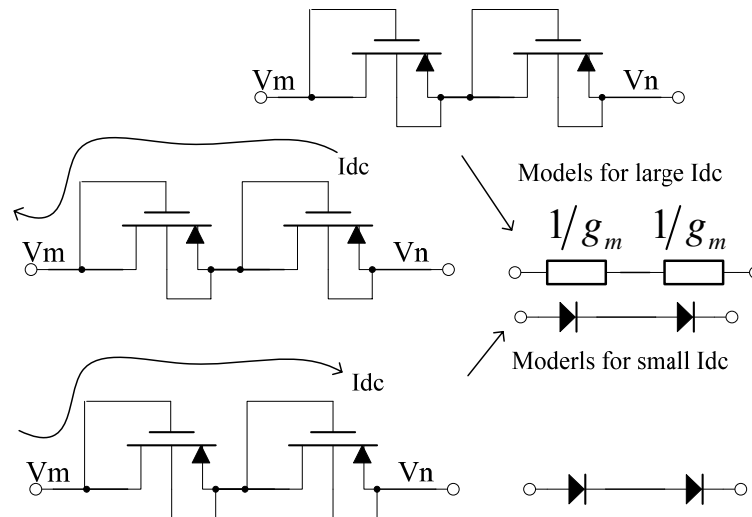 Vm
Vn
Idc
Models for large Idc
1/gm
1/gm
Vm
Vn
Moderls for small Idc
Idc
Vm
Vn